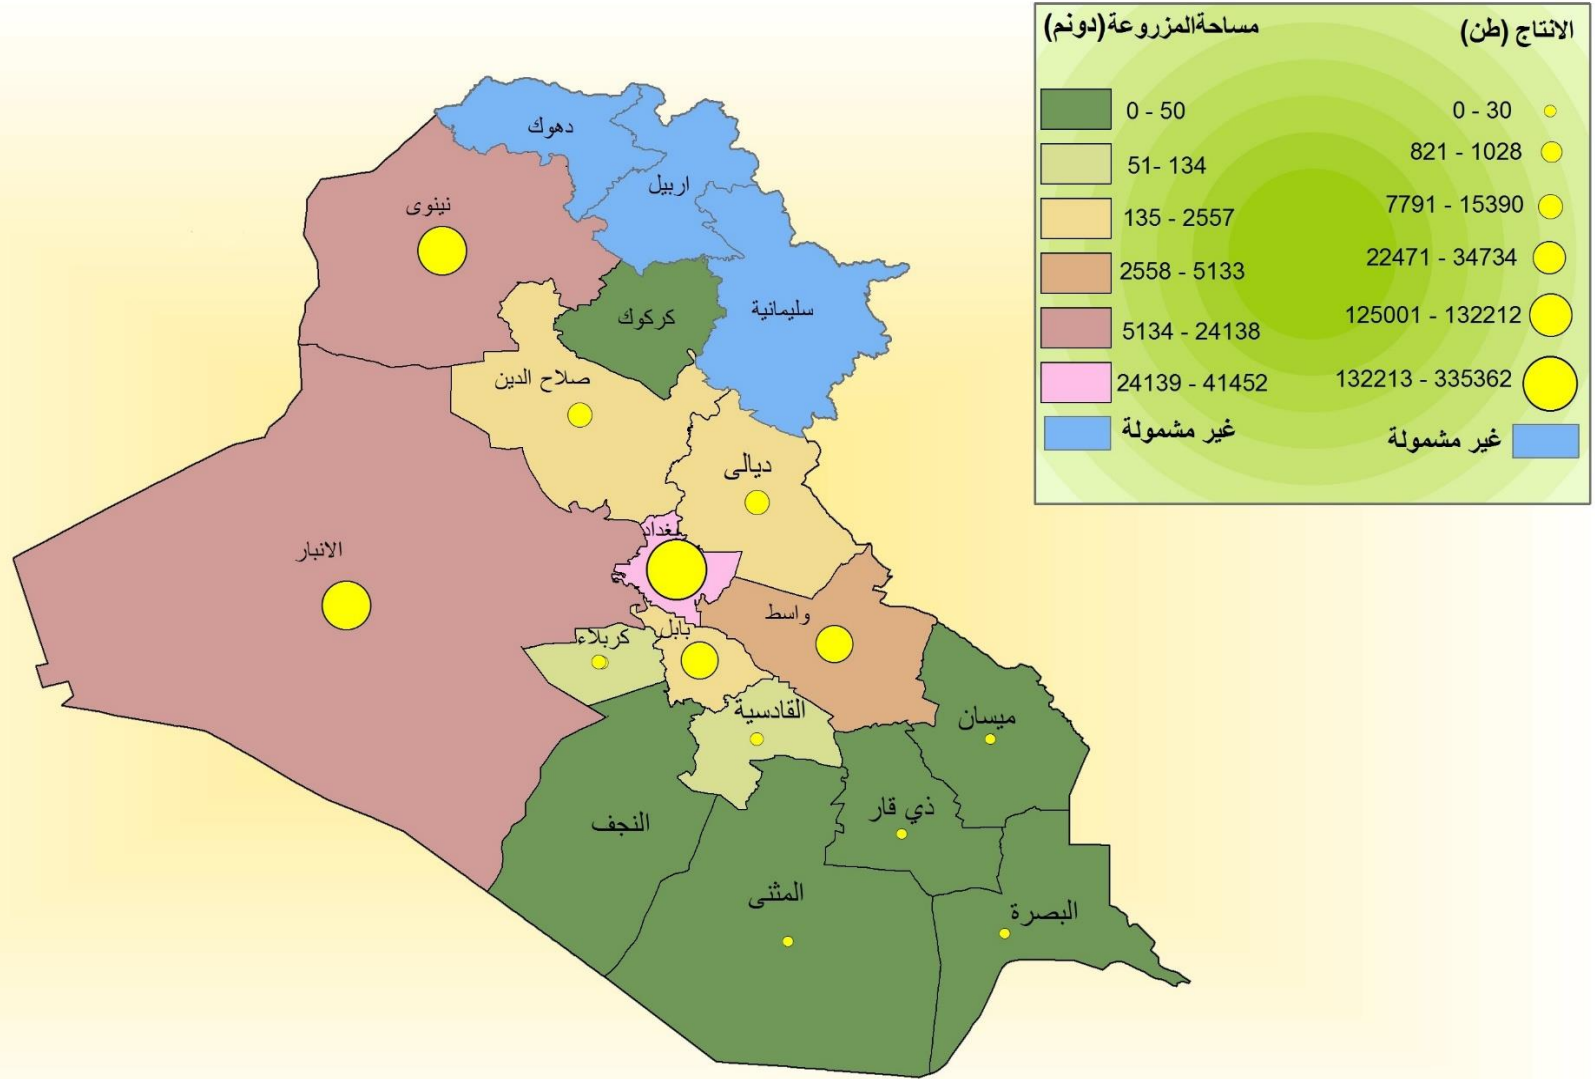 مساحةالمزروعة(دونم)
الانتاج (طن)
0 - 50
0 - 30
51- 134
821 - 1028
135 - 2557
7791 - 15390
2558 - 5133
22471 - 34734
5134 - 24138
125001 - 132212
24139 - 41452
132213 - 335362
غير مشمولة
غير مشمولة
دهوك
اربيل
نينوى
سليمانية
كركوك
صلاح الدين
ديالى
بغداد
الانبار
واسط
بابل
كربلاء
القادسية
ميسان
ذي قار
النجف
المثنى
البصرة